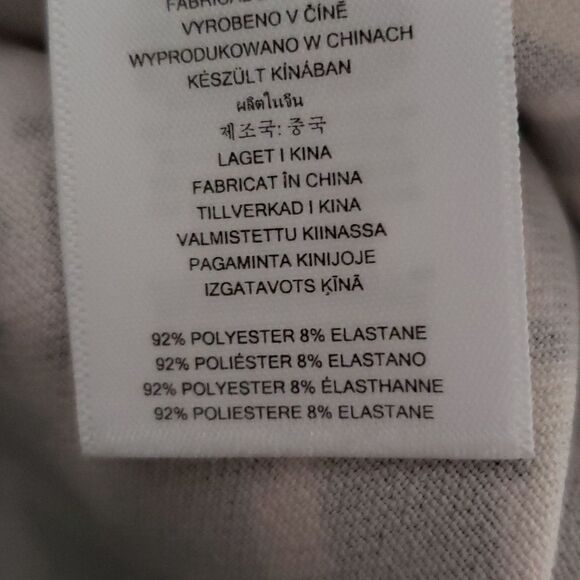 VYROBENO V ČÍNĚ
WYPRODUKOWANO W CHINACH
KÉSZÜLT KÍNÁBAN
ผลิตในจีน
제조국: 중국
LAGET I KINA
FABRICAT ÎN CHINA
TILLVERKAD I KINA
VALMISTETTU KIINASSA
PAGAMINTA KINIJOJE
IZGATAVOTS ĶĪNĀ
92% POLYESTER 8% ELASTANE
92% POLIÉSTER 8% ELASTANO
92% POLYESTER 8% ÉLASTHANNE
92% POLIESTERE 8% ELASTANE